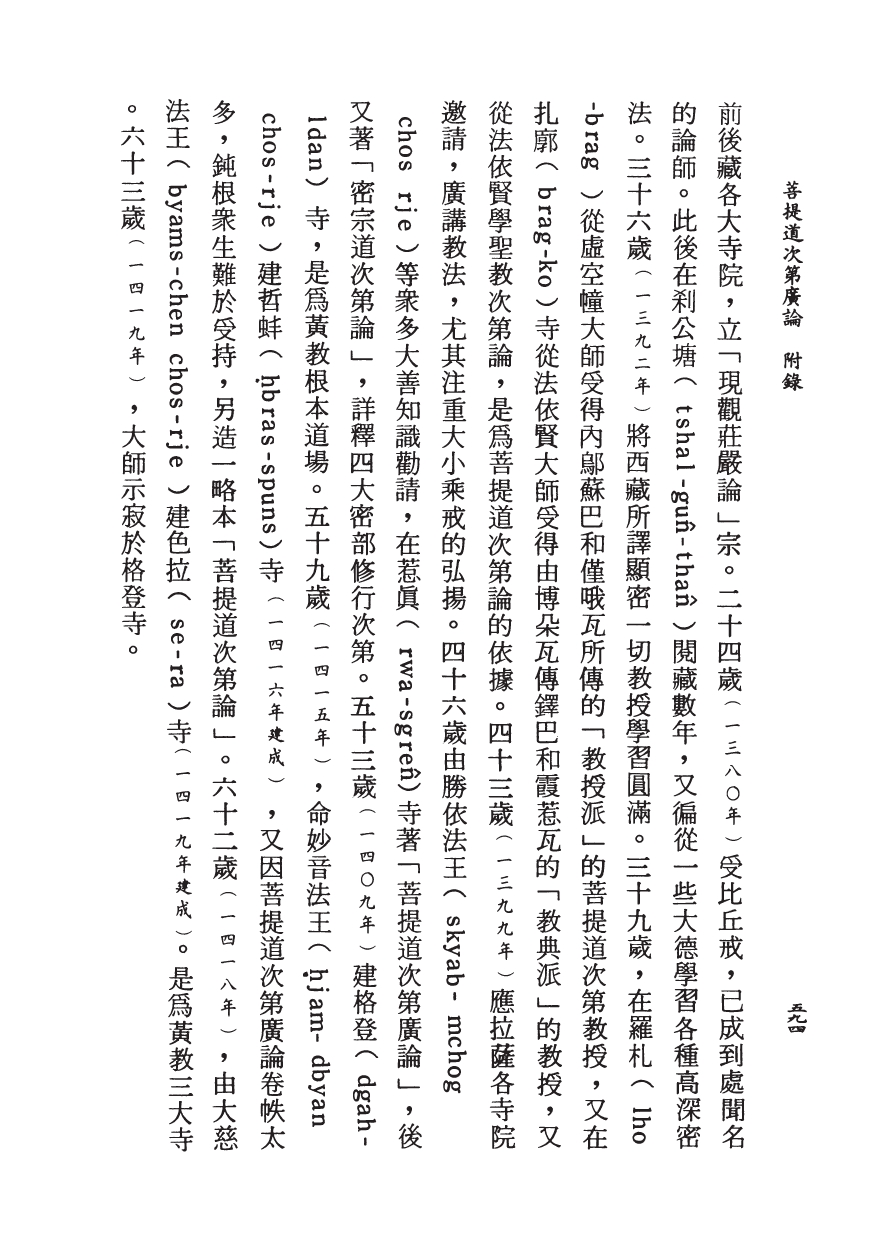 菩提道次第廣論　附錄
五九四
前後藏各大寺院，立「現觀莊嚴論」宗。二十四歲（一三八〇年）受比丘戒，已成到處聞名
的論師。此後在刹公塘（tshal-guṅ-thaṅ）閱藏數年，又徧從一些大德學習各種高深密
法。三十六歲（一三九二年）將西藏所譯顯密一切教授學習圓滿。三十九歲，在羅札（lho
-brag）從虛空幢大師受得內鄔蘇巴和僅哦瓦所傳的「教授派」的菩提道次第教授，又在
扎廓（brag-ko）寺從法依賢大師受得由博朵瓦傳鐸巴和霞惹瓦的「教典派」的教授，又
從法依賢學聖教次第論，是爲菩提道次第論的依據。四十三歲（一三九九年）應拉薩各寺院
邀請，廣講教法，尤其注重大小乘戒的弘揚。四十六歲由勝依法王（skyab- mchog
chos rje）等衆多大善知識勸請，在惹眞（rwa-sgreṅ）寺著「菩提道次第廣論」，後
又著「密宗道次第論」，詳釋四大密部修行次第。五十三歲（一四〇九年）建格登（dgah-
ldan）寺，是爲黃教根本道場。五十九歲（一四一五年），命妙音法王（ḥjam- dbyan
chos-rje）建哲蚌（ḥbras-spuns）寺（一四一六年建成），又因菩提道次第廣論卷帙太
多，鈍根衆生難於受持，另造一略本「菩提道次第論」。六十二歲（一四一八年），由大慈
法王（byams-chen chos-rje）建色拉（se-ra）寺（一四一九年建成）。是爲黃教三大寺
。六十三歲（一四一九年），大師示寂於格登寺。